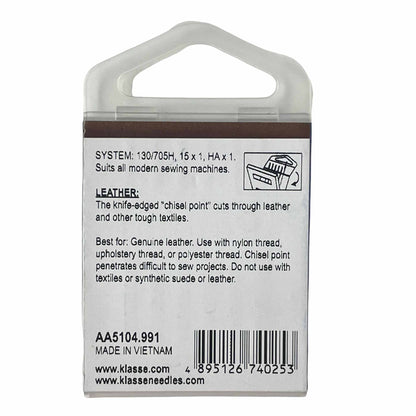 SYSTEM: 130/705H, 15 x 1, HA x 1.
Suits all modern sewing machines.
LEATHER:
The knife-edged "chisel point" cuts through leather
and other tough textiles.
Best for: Genuine leather. Use with nylon thread,
upholstery thread, or polyester thread. Chisel point
penetrates difficult to sew projects. Do not use with
textiles or synthetic suede or leather.
AA5104.991
MADE IN VIETNAM
www.klasse.com
www.klasseneedles.com
4 895126 740253